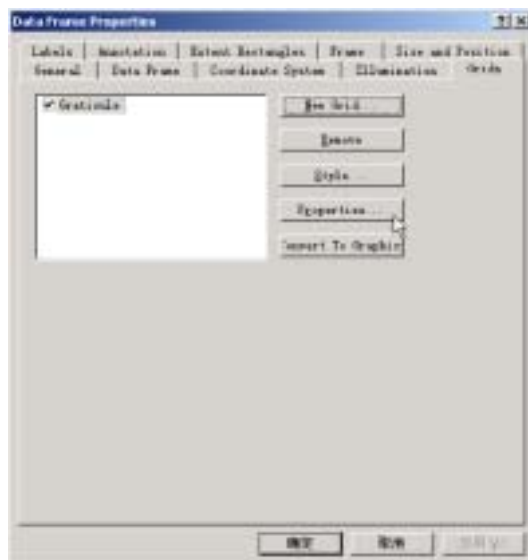 Data Frame Properties
Labels Annotation Extent Rectangles Frame Size and Position
General Data Frame Coordinate System Illumination Grids
Graticule
New Grid...
Remove
Style...
Properties...
Convert To Graphic
确定 取消